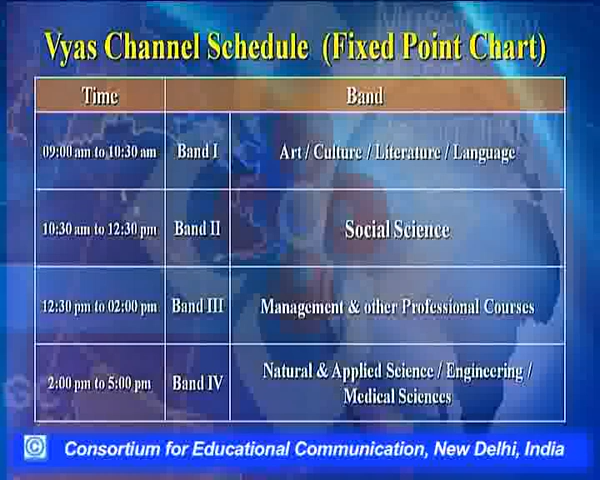 Vyas Channel Schedule (Fixed Point Chart)
Time Band
09:00 am to 10:30 am Band I Art / Culture / Literature / Language
10:30 am to 12:30 pm Band II Social Science
12:30 pm to 02:00 pm Band III Management & other Professional Courses
2:00 pm to 5:00 pm Band IV Natural & Applied Science / Engineering /
Medical Sciences
© Consortium for Educational Communication, New Delhi, India